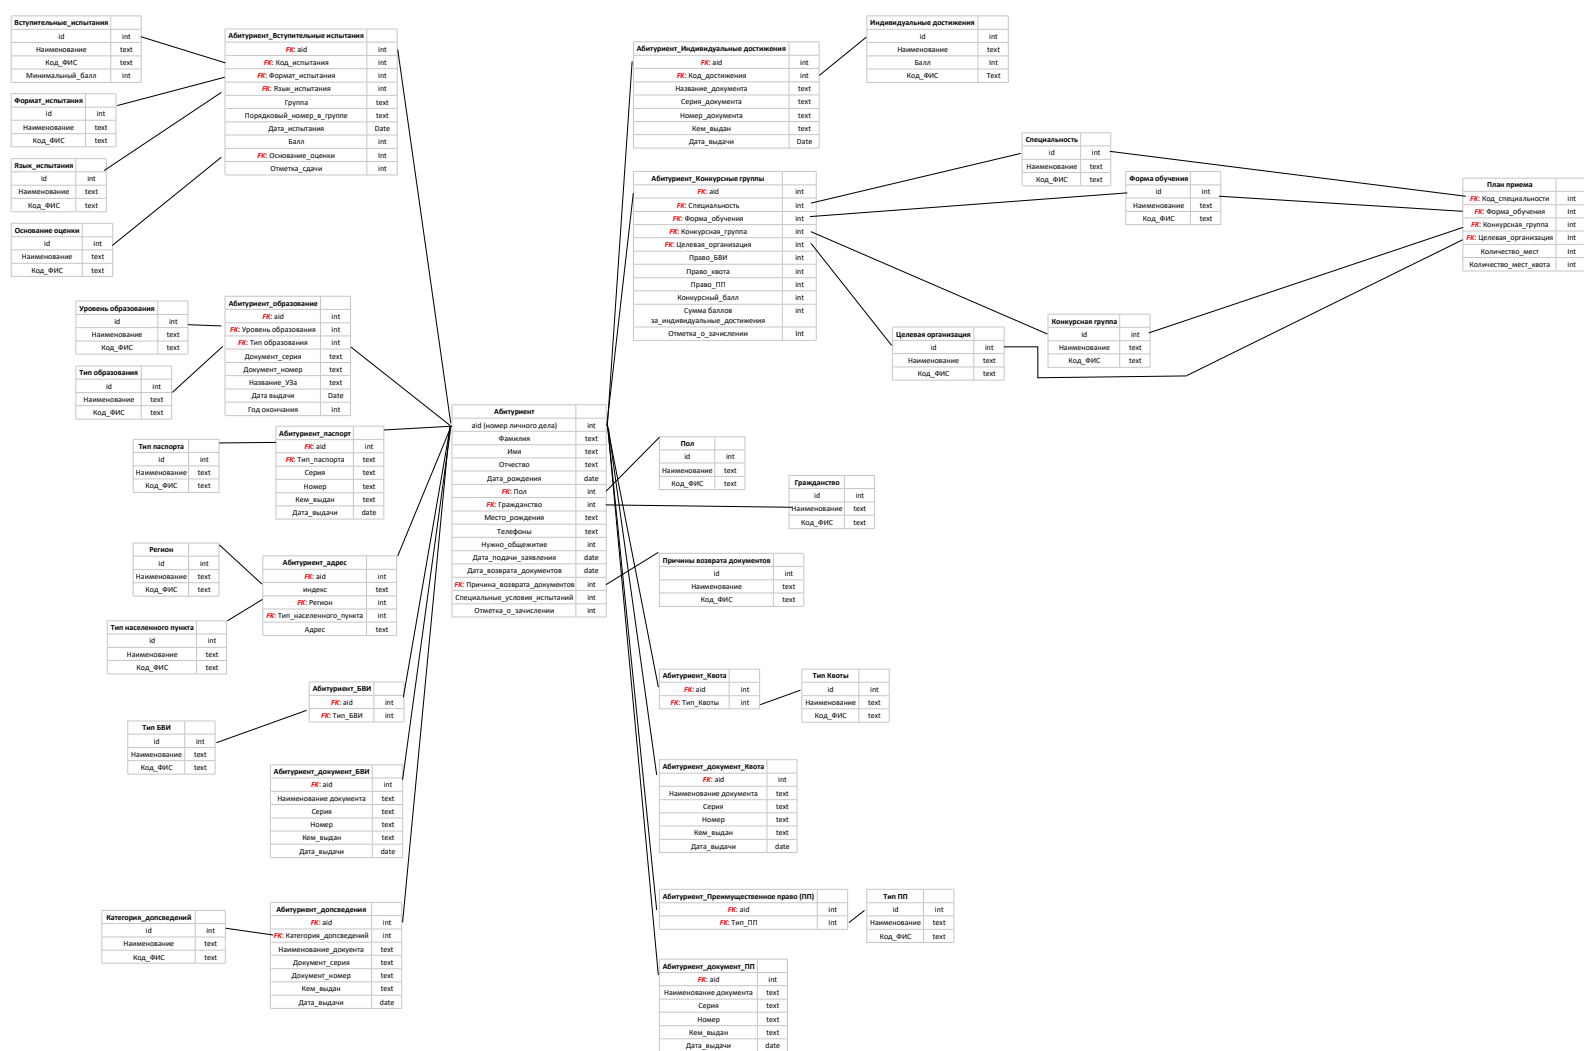 Вступительные_испытания
id int
Наименование text
Код_ФИС text
Минимальный_балл int
Формат_испытания
id int
Наименование text
Код_ФИС text
Язык_испытания
id int
Наименование text
Код_ФИС text
Основание оценки
id int
Наименование text
Код_ФИС text
Абитуриент_Вступительные испытания
FK: aid int
FK: Код_испытания int
FK: Формат_испытания int
FK: Язык_испытания int
Группа text
Порядковый_номер_в_группе text
Дата_испытания Date
Балл int
FK: Основание_оценки Int
Отметка_сдачи int
Уровень образования
id int
Наименование text
Код_ФИС text
Тип образования
id int
Наименование text
Код_ФИС text
Абитуриент_образование
FK: aid int
FK: Уровень образования int
FK: Тип образования int
Документ_серия text
Документ_номер text
Название_УЗа text
Дата выдачи Date
Год окончания int
Тип паспорта
id int
Наименование text
Код_ФИС text
Абитуриент_паспорт
FK: aid int
FK: Тип_паспорта text
Серия text
Номер text
Кем_выдан text
Дата_выдачи date
Регион
id int
Наименование text
Код_ФИС text
Тип населенного пункта
id int
Наименование text
Код_ФИС text
Абитуриент_адрес
FK: aid int
индекс text
FK: Регион int
FK: Тип_населенного_пункта int
Адрес text
Абитуриент_БВИ
FK: aid int
FK: Тип_БВИ int
Тип БВИ
id int
Наименование text
Код_ФИС text
Абитуриент_документ_БВИ
FK: aid int
Наименование документа text
Серия text
Номер text
Кем_выдан text
Дата_выдачи date
Категория_допсведений
id int
Наименование text
Код_ФИС text
Абитуриент_допсведения
FK: aid int
FK: Категория_допсведений int
Наименование_докуента text
Документ_серия text
Документ_номер text
Кем_выдан text
Дата_выдачи date
Абитуриент
aid (номер личного дела) int
Фамилия text
Имя text
Отчество text
Дата_рождения date
FK: Пол int
FK: Гражданство int
Место_рождения text
Телефоны text
Нужно_общежитие int
Дата_подачи_заявления date
Дата_возврата_документов date
FK: Причина_возврата_документов int
Специальные_условия_испытаний int
Отметка_о_зачислении int
Абитуриент_Индивидуальные достижения
FK: aid int
FK: Код_достижения int
Название_документа text
Серия_документа text
Номер_документа text
Кем_выдан text
Дата_выдачи Date
Индивидуальные достижения
id int
Наименование text
Балл Int
Код_ФИС Text
Абитуриент_Конкурсные группы
FK: aid int
FK: Специальность int
FK: Форма_обучения int
FK: Конкурсная_группа int
FK: Целевая_организация int
Право_БВИ int
Право_квота int
Право_ПП int
Конкурсный_балл int
Сумма баллов int
за_индивидуальные_достижения
Отметка_о_зачислении Int
Специальность
id int
Наименование text
Код_ФИС text
Форма обучения
id int
Наименование text
Код_ФИС text
План приема
FK: Код_специальности int
FK: Форма_обучения Int
FK: Конкурсная_группа int
FK: Целевая_организация Int
Количество_мест Int
Количество_мест_квота int
Целевая организация
id int
Наименование text
Код_ФИС text
Конкурсная группа
id int
Наименование text
Код_ФИС text
Пол
id int
Наименование text
Код_ФИС text
Гражданство
id int
Наименование text
Код_ФИС text
Причины возврата документов
id int
Наименование text
Код_ФИС text
Абитуриент_Квота
FK: aid int
FK: Тип_Квоты int
Тип Квоты
id int
Наименование text
Код_ФИС text
Абитуриент_документ_Квота
FK: aid int
Наименование документа text
Серия text
Номер text
Кем_выдан text
Дата_выдачи date
Абитуриент_Преимущественное право (ПП)
FK: aid int
FK: Тип_ПП int
Тип ПП
id int
Наименование text
Код_ФИС text
Абитуриент_документ_ПП
FK: aid int
Наименование документа text
Серия text
Номер text
Кем_выдан text
Дата_выдачи date